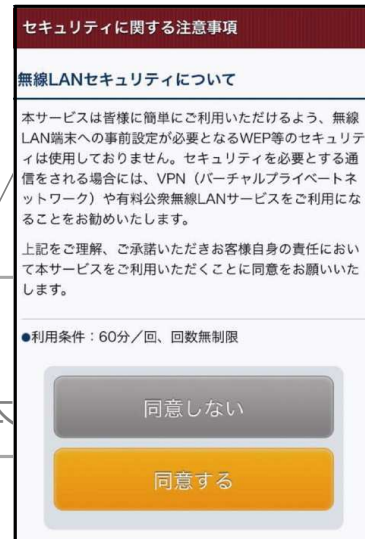 セキュリティに関する注意事項
無線LANセキュリティについて
本サービスは皆様に簡単にご利用いただけるよう、無線
LAN端末への事前設定が必要となるWEP等のセキュリテ
ィは使用しておりません。セキュリティを必要とする通
信をされる場合には、VPN（バーチャルプライベートネ
ットワーク）や有料公衆無線LANサービスをご利用にな
ることをお勧めいたします。
上記をご理解、ご承諾いただきお客様自身の責任におい
て本サービスをご利用いただくことに同意をお願いいた
します。
●利用条件：60分／回、回数無制限
同意しない
同意する